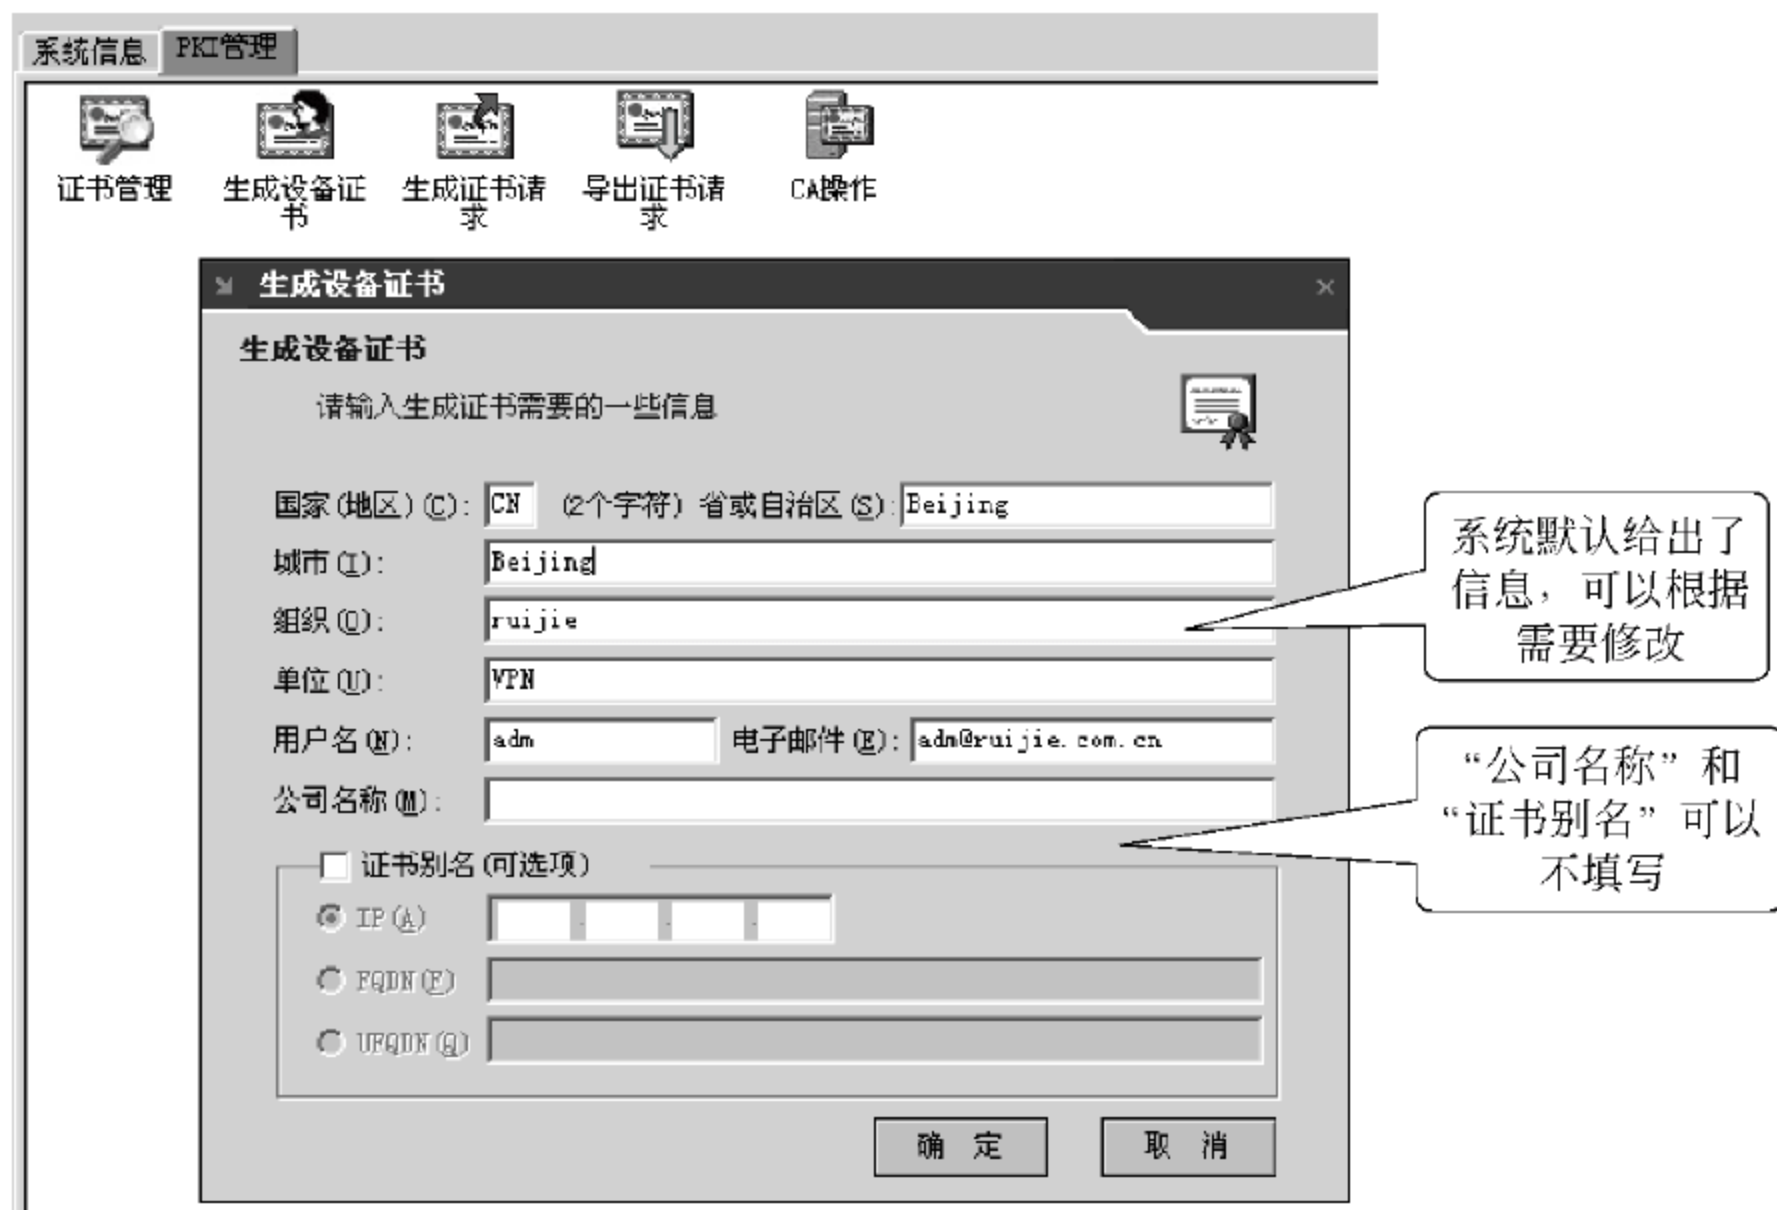 系统信息 PKI管理
证书管理 生成设备证书 生成证书请求 导出证书请求 CA操作
生成设备证书
生成设备证书
请输入生成证书需要的一些信息
国家(地区)(C): CN (2个字符) 省或自治区(S): Beijing
城市(I): Beijing
组织(O): ruijie
单位(U): VPN
用户名(N): adm 电子邮件(E): adm@ruijie.com.cn
公司名称(M):
证书别名(可选项)
IP(A)
FQDN(F)
UFQDN(Q)
确 定 取 消
系统默认给出了
信息，可以根据
需要修改
“公司名称”和
“证书别名”可以
不填写